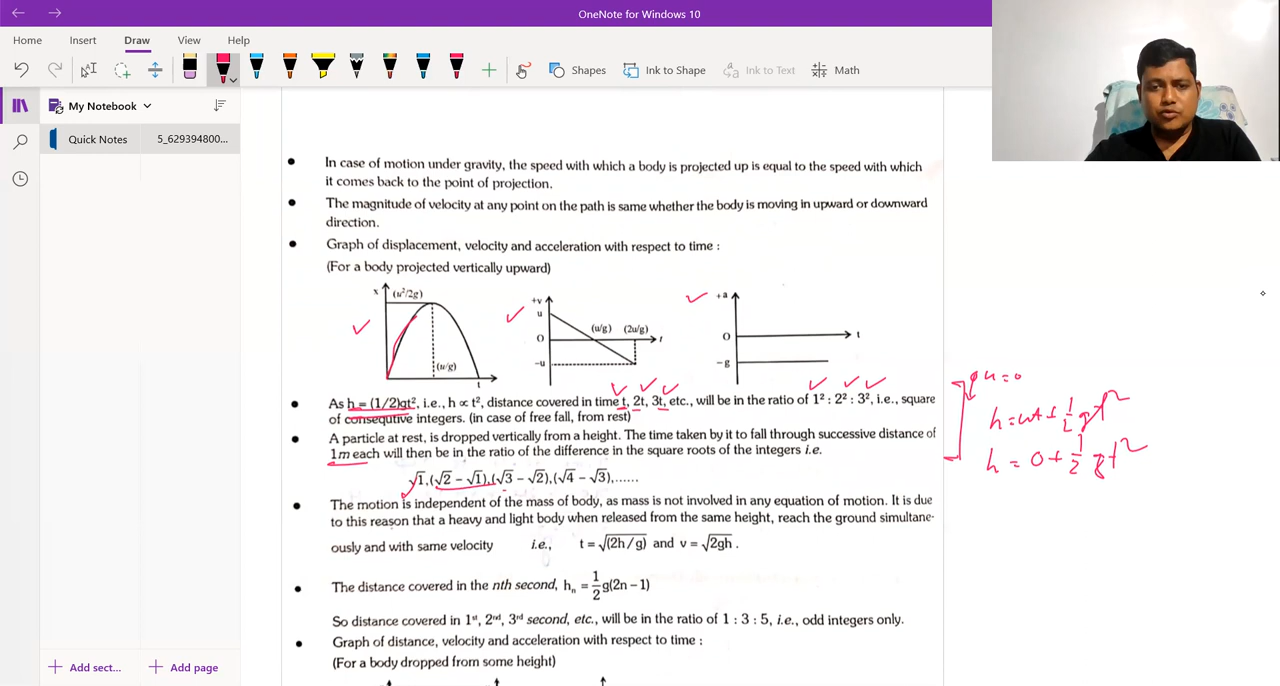 OneNote for Windows 10
Home Insert Draw View Help
Shapes Ink to Shape Ink to Text Math
My Notebook
Quick Notes 5_629394800...
In case of motion under gravity, the speed with which a body is projected up is equal to the speed with which
it comes back to the point of projection.
The magnitude of velocity at any point on the path is same whether the body is moving in upward or downward
direction.
Graph of displacement, velocity and acceleration with respect to time :
(For a body projected vertically upward)
x (u²/2g) (u/g) t
+v u O -u (u/g) (2u/g) t
+a O -g t
As h = (1/2)gt², i.e., h ∝ t², distance covered in time t, 2t, 3t, etc., will be in the ratio of 1² : 2² : 3², i.e., square
of consequtive integers. (in case of free fall, from rest)
A particle at rest, is dropped vertically from a height. The time taken by it to fall through successive distance of
1m each will then be in the ratio of the difference in the square roots of the integers i.e.
√1,(√2 − √1),(√3 − √2),(√4 − √3),......
The motion is independent of the mass of body, as mass is not involved in any equation of motion. It is due
to this reason that a heavy and light body when released from the same height, reach the ground simultane-
ously and with same velocity i.e., t = √(2h/g) and v = √2gh .
The distance covered in the nth second, hₙ = 1/2 g(2n − 1)
So distance covered in 1st, 2nd, 3rd second, etc., will be in the ratio of 1 : 3 : 5, i.e., odd integers only.
Graph of distance, velocity and acceleration with respect to time :
(For a body dropped from some height)
u = 0
h = ut + 1/2 gt²
h = 0 + 1/2 gt²
Add sect... Add page